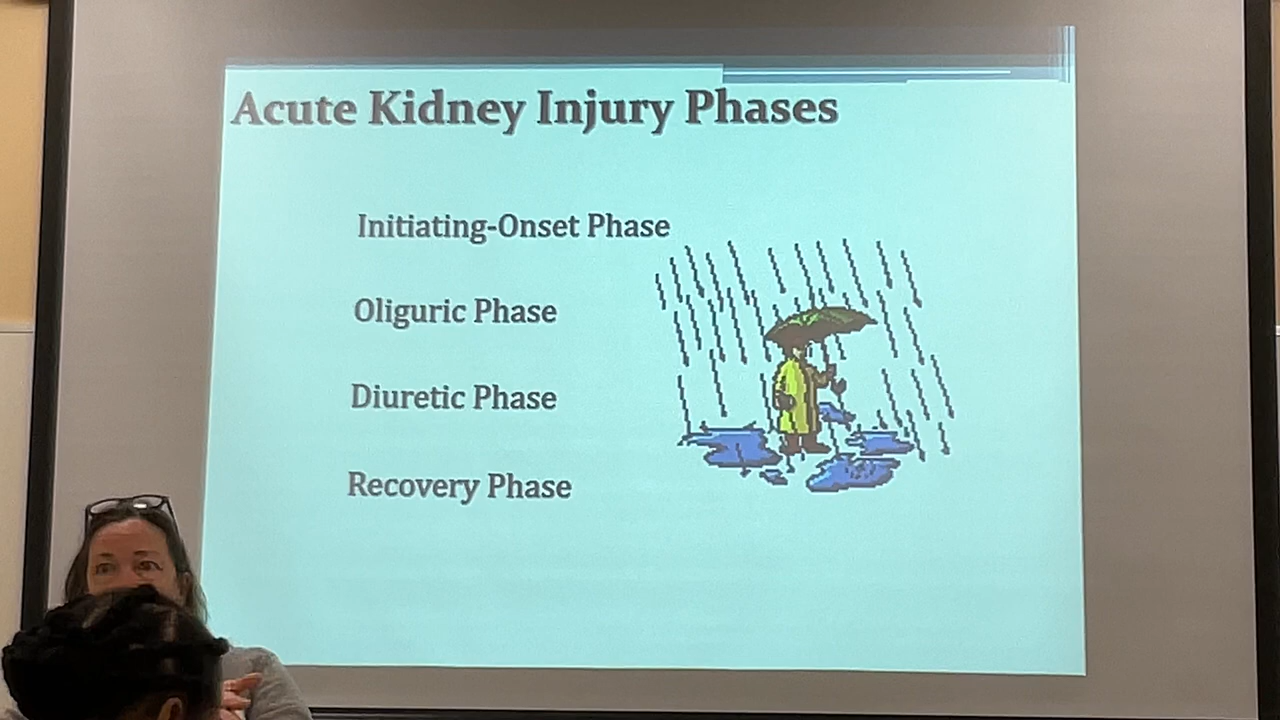 Acute Kidney Injury Phases
Initiating-Onset Phase
Oliguric Phase
Diuretic Phase
Recovery Phase